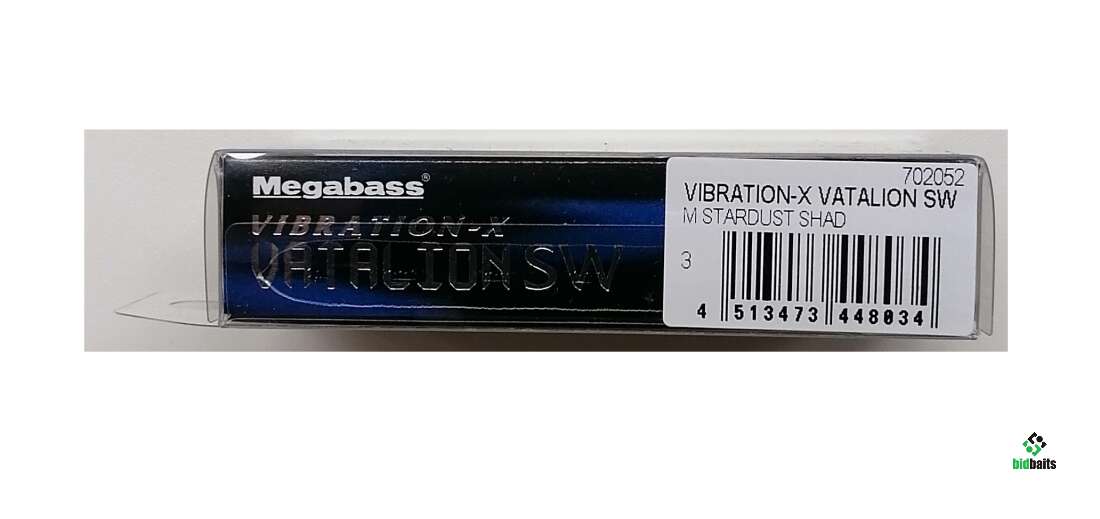 Megabass®
VIBRATION-X
VATALION SW
702052
VIBRATION-X VATALION SW
M STARDUST SHAD
3
4 513473 448034
bidbaits